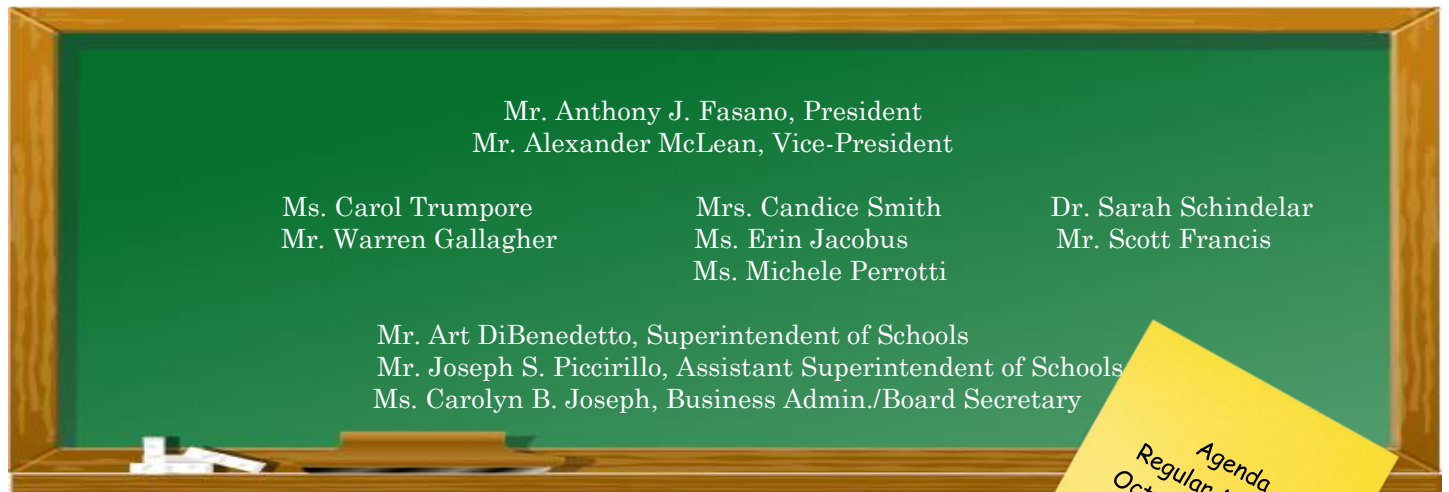 Mr. Anthony J. Fasano, President
Mr. Alexander McLean, Vice-President
Ms. Carol Trumpore Mrs. Candice Smith Dr. Sarah Schindelar
Mr. Warren Gallagher Ms. Erin Jacobus Mr. Scott Francis
Ms. Michele Perrotti
Mr. Art DiBenedetto, Superintendent of Schools
Mr. Joseph S. Piccirillo, Assistant Superintendent of Schools
Ms. Carolyn B. Joseph, Business Admin./Board Secretary
Agenda
Regular